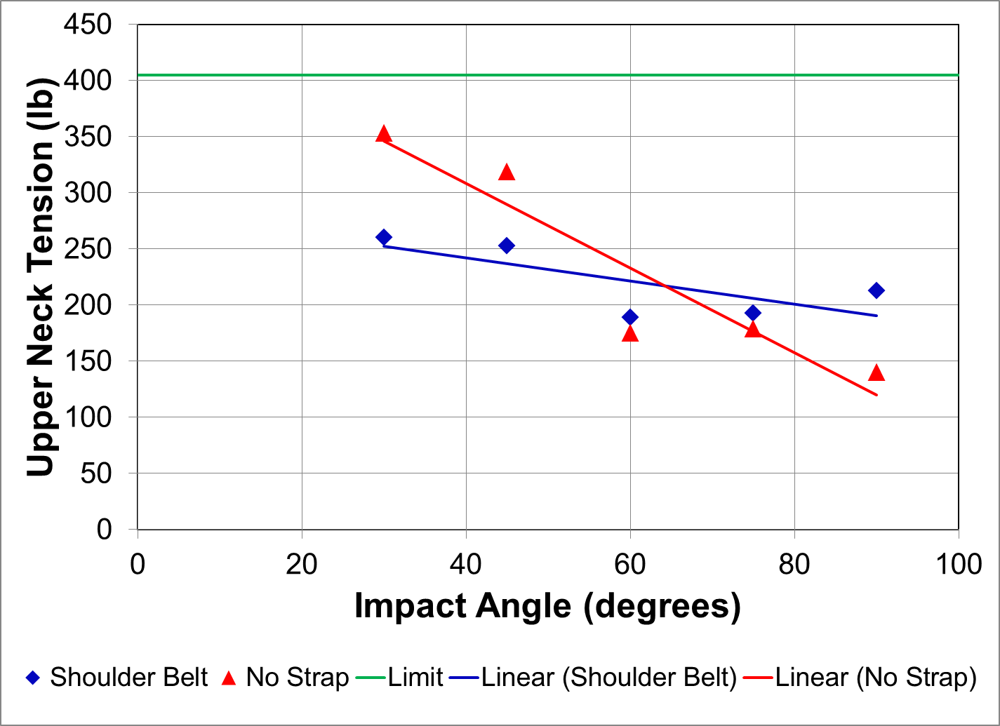 Upper Neck Tension (lb)
450
400
350
300
250
200
150
100
50
0
0 20 40 60 80 100
Impact Angle (degrees)
Shoulder Belt No Strap Limit Linear (Shoulder Belt) Linear (No Strap)